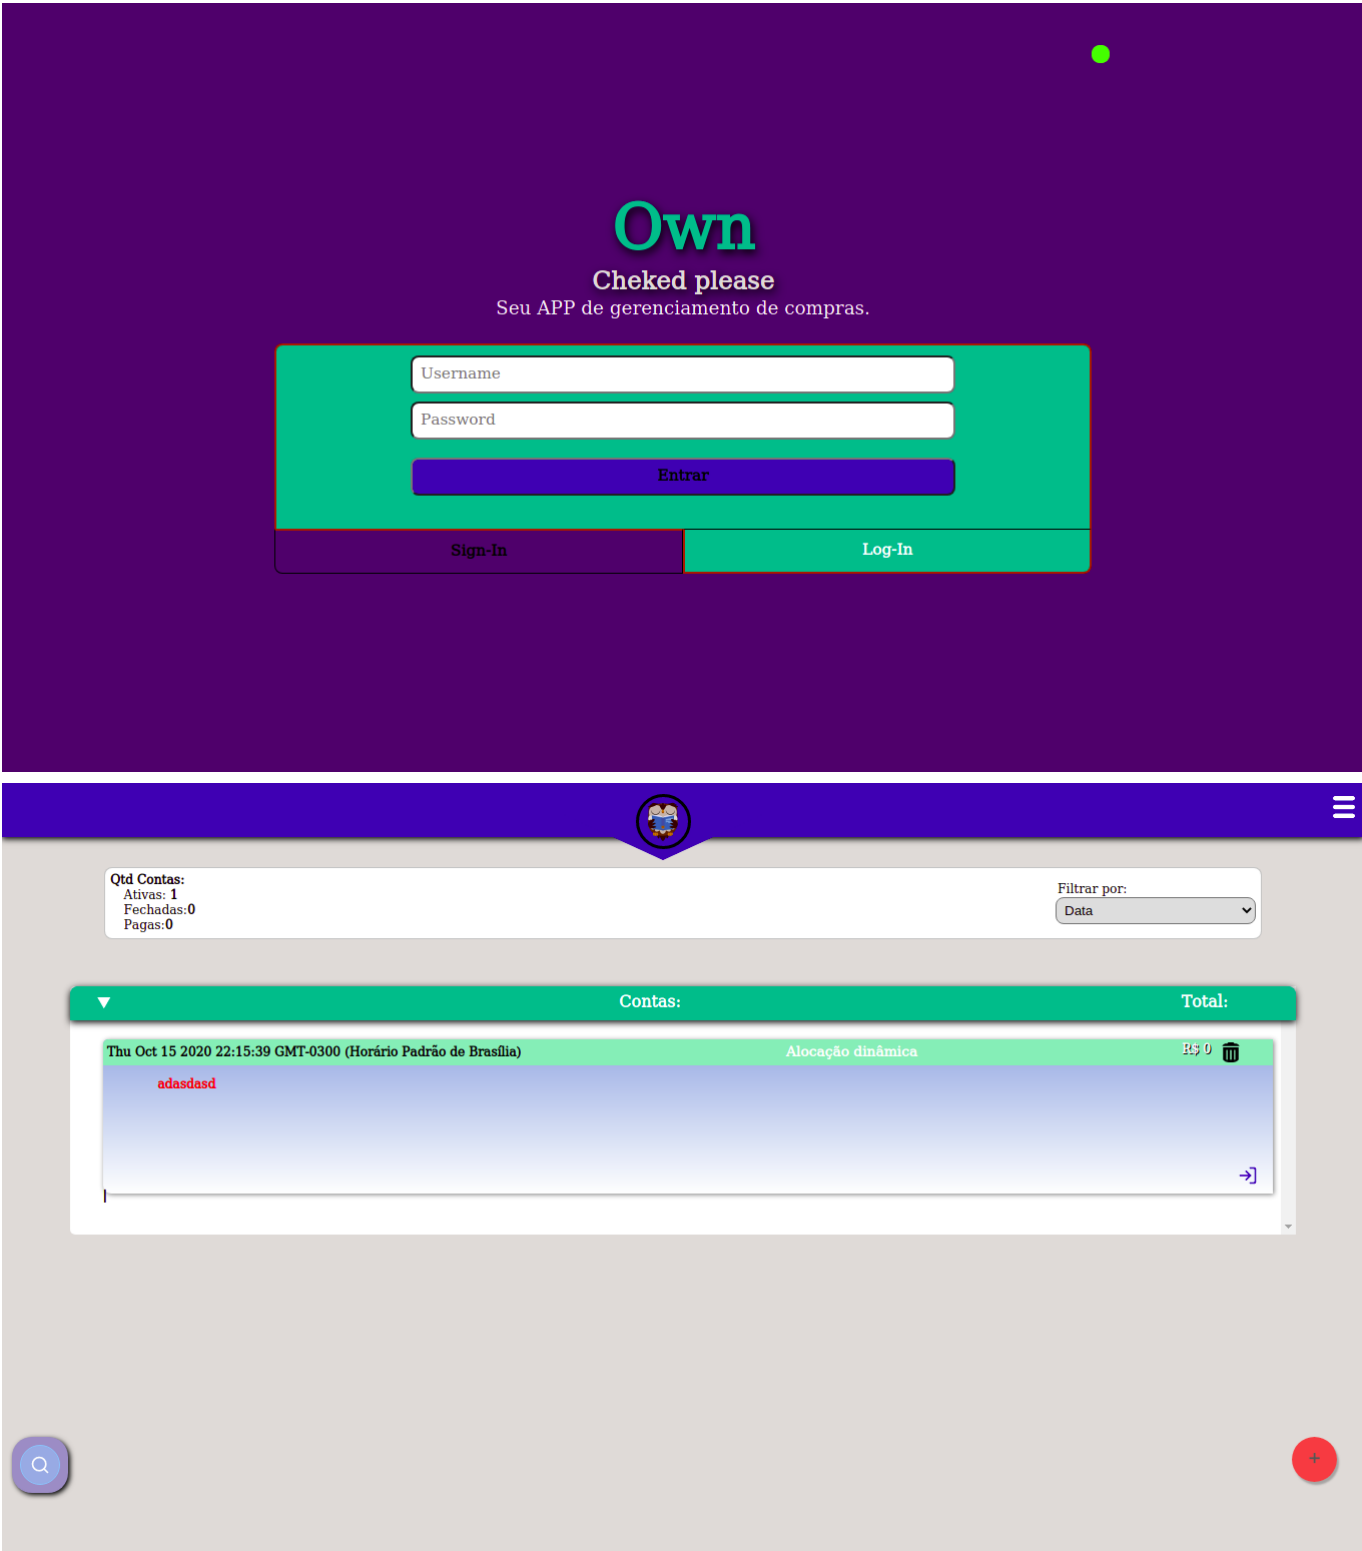 Own
Cheked please
Seu APP de gerenciamento de compras.
Username
Password
Entrar
Sign-In Log-In
Qtd Contas:
Ativas: 1
Fechadas:0
Pagas:0
Filtrar por:
Data
Contas: Total:
Thu Oct 15 2020 22:15:39 GMT-0300 (Horário Padrão de Brasília) Alocação dinâmica R$ 0
adasdasd
+